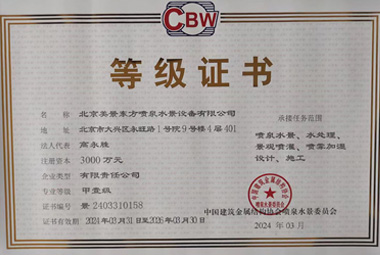 CBW
等级证书
名称 北京美景东方喷泉水景设备有限公司
地址 北京市大兴区永旺路1号院9号楼4层401
法人代表 高永胜
注册资本 3000万元
企业类型 有限责任公司
专业等级 甲壹级
证书编号 景2403310158
证书有效期 2024年03月31日至2026年03月30日
承接任务范围
喷泉水景、水处理、
景观喷灌、喷雾加湿
设计、施工
中国建筑金属结构协会喷泉水景委员会
2024年03月